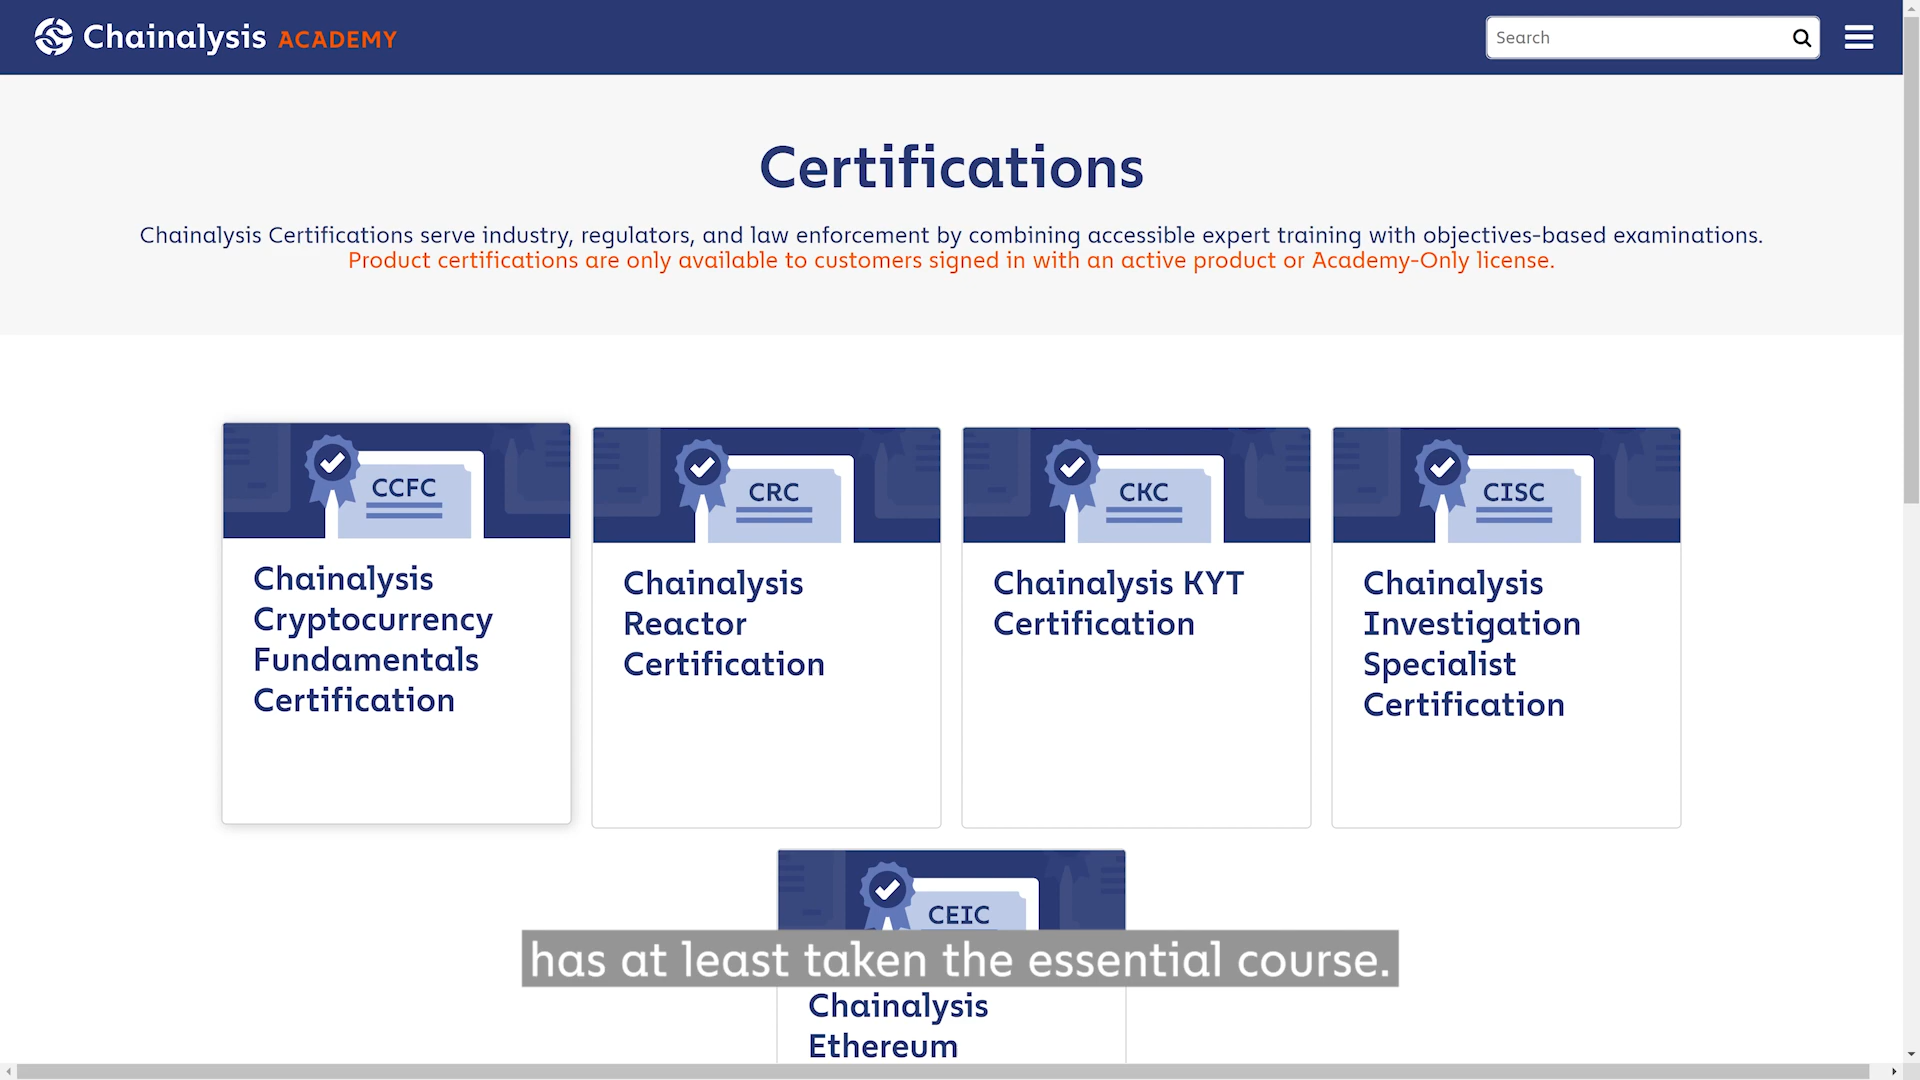 Chainalysis ACADEMY
Search
Certifications
Chainalysis Certifications serve industry, regulators, and law enforcement by combining accessible expert training with objectives-based examinations.
Product certifications are only available to customers signed in with an active product or Academy-Only license.
CCFC
Chainalysis
Cryptocurrency
Fundamentals
Certification
CRC
Chainalysis
Reactor
Certification
CKC
Chainalysis KYT
Certification
CISC
Chainalysis
Investigation
Specialist
Certification
CEIC
has at least taken the essential course.
Chainalysis
Ethereum